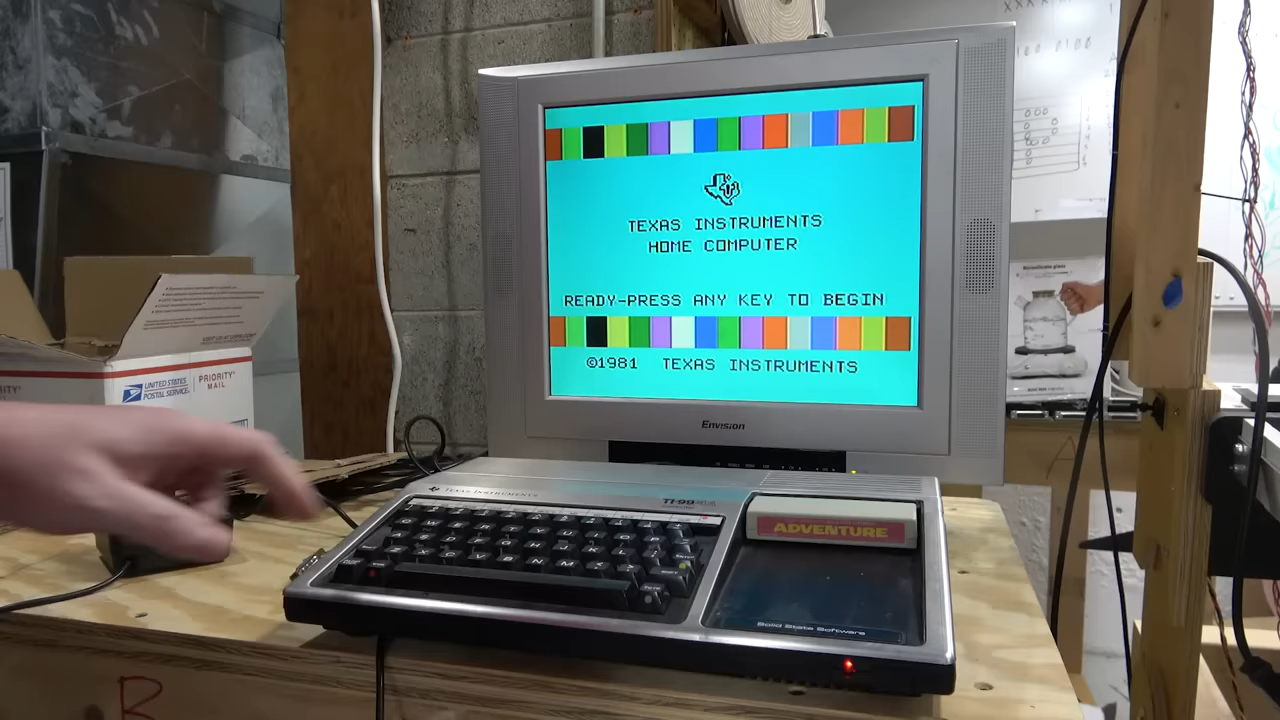 TEXAS INSTRUMENTS
HOME COMPUTER
READY-PRESS ANY KEY TO BEGIN
©1981 TEXAS INSTRUMENTS
Envision
UNITED STATES
POSTAL SERVICE
PRIORITY
MAIL
TEXAS INSTRUMENTS
TI-99
ADVENTURE
Solid State Software